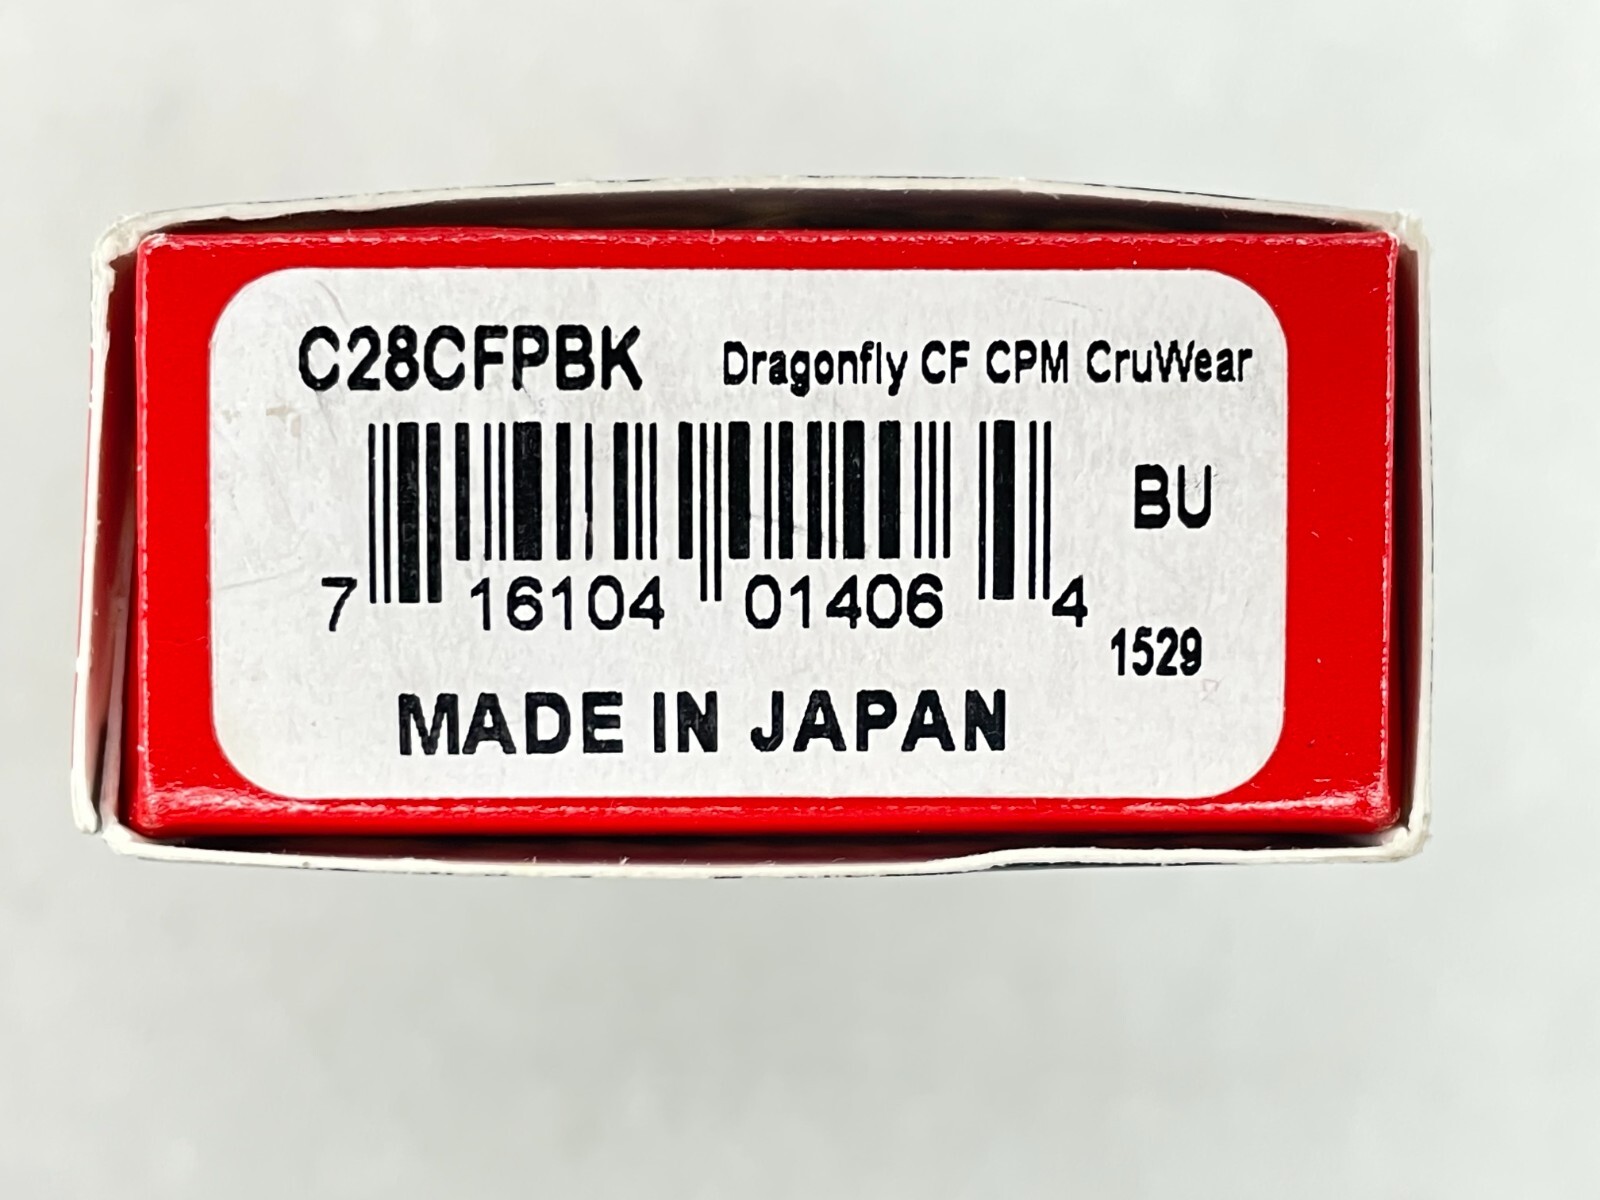 C28CFPBK Dragonfly CF CPM CruWear
BU
7 16104 01406 4
1529
MADE IN JAPAN